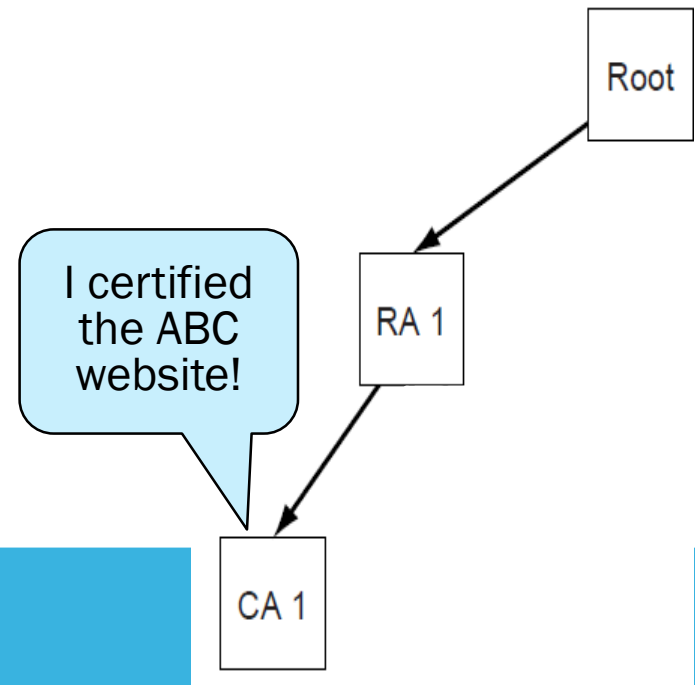 Root
I certified
the ABC
website!
RA 1
CA 1